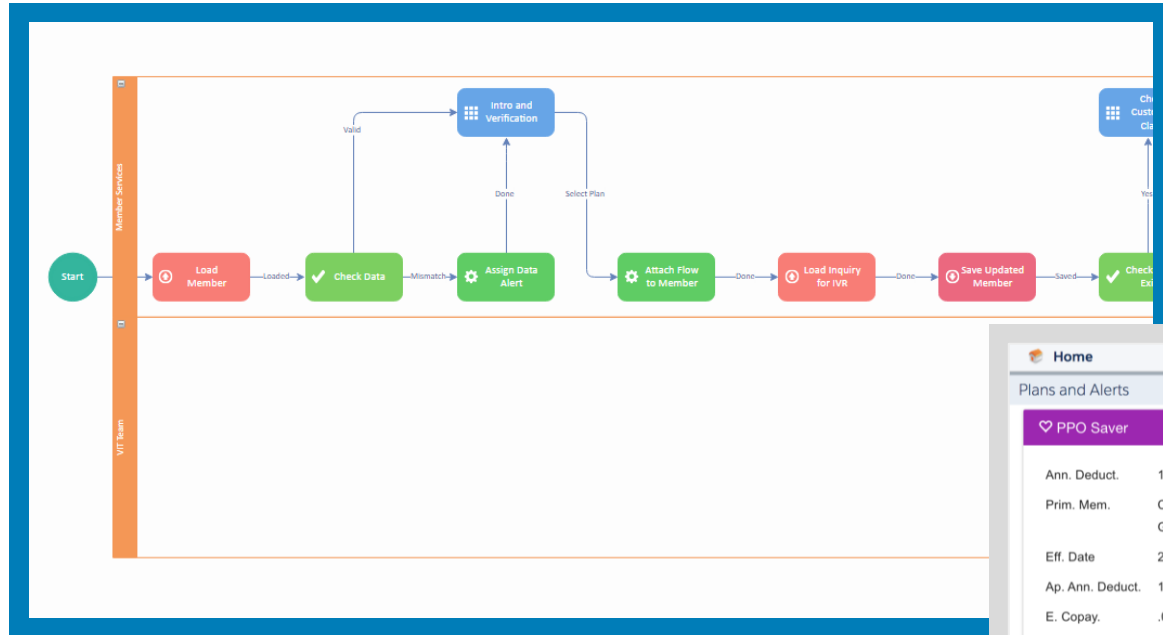 Intro and
Verification
Valid
Member Services
Done
Select Plan
Yes
Start
Load
Member
Loaded
Check Data
Mismatch
Assign Data
Alert
Attach Flow
to Member
Done
Load Inquiry
for IVR
Done
Save Updated
Member
Saved
Check
VIT Team
Home
Plans and Alerts
PPO Saver
Ann. Deduct.
Prim. Mem.
Eff. Date
Ap. Ann. Deduct.
E. Copay.